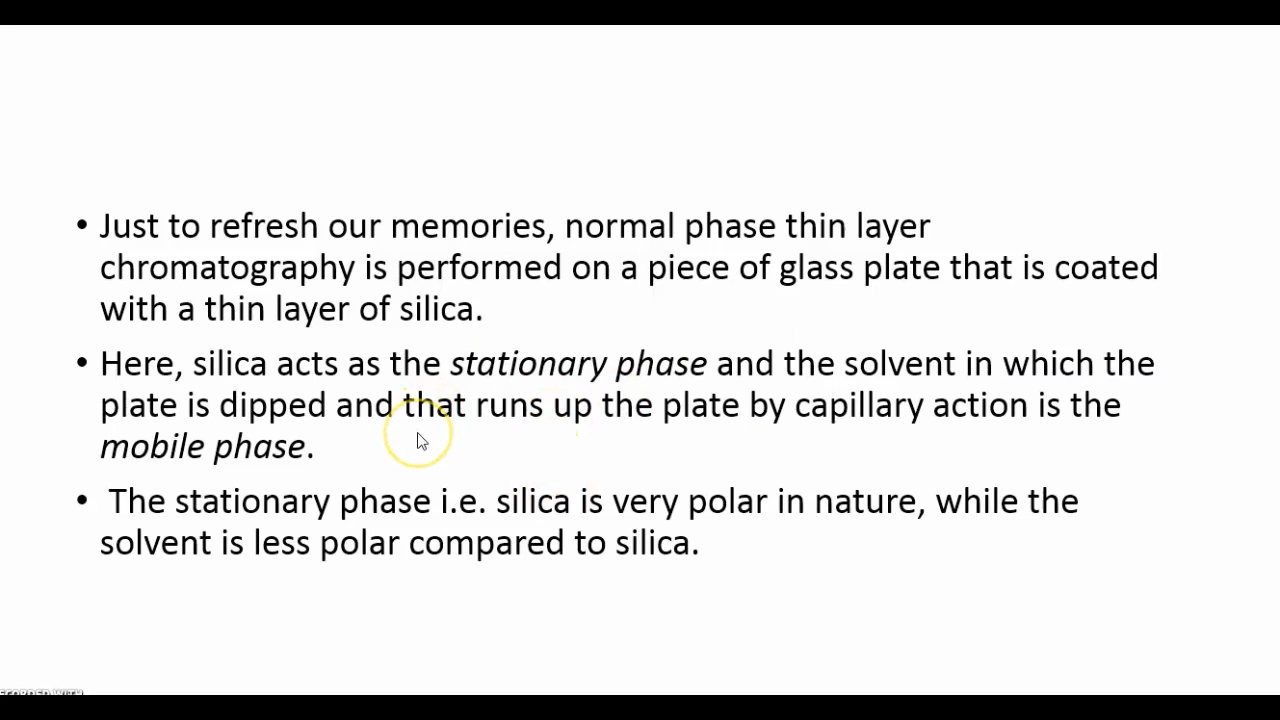 • Just to refresh our memories, normal phase thin layer
chromatography is performed on a piece of glass plate that is coated
with a thin layer of silica.
• Here, silica acts as the stationary phase and the solvent in which the
plate is dipped and that runs up the plate by capillary action is the
mobile phase.
• The stationary phase i.e. silica is very polar in nature, while the
solvent is less polar compared to silica.